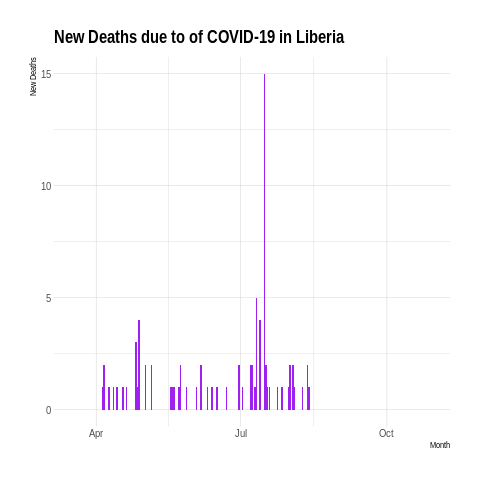 New Deaths due to of COVID-19 in Liberia
New Deaths
15
10
5
0
Apr
Jul
Oct
Month